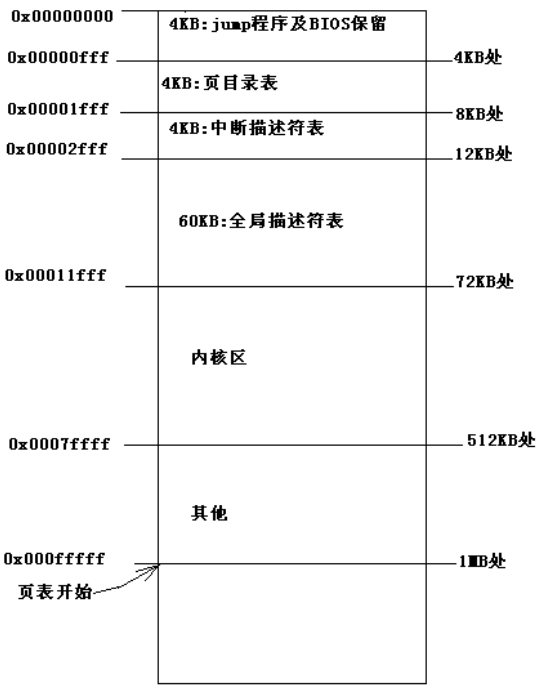 0x00000000
4KB:jump程序及BIOS保留
0x00000fff
4KB处
4KB:页目录表
0x00001fff
8KB处
4KB:中断描述符表
0x00002fff
12KB处
60KB:全局描述符表
0x00011fff
72KB处
内核区
0x0007ffff
512KB处
其他
0x000fffff
1MB处
页表开始